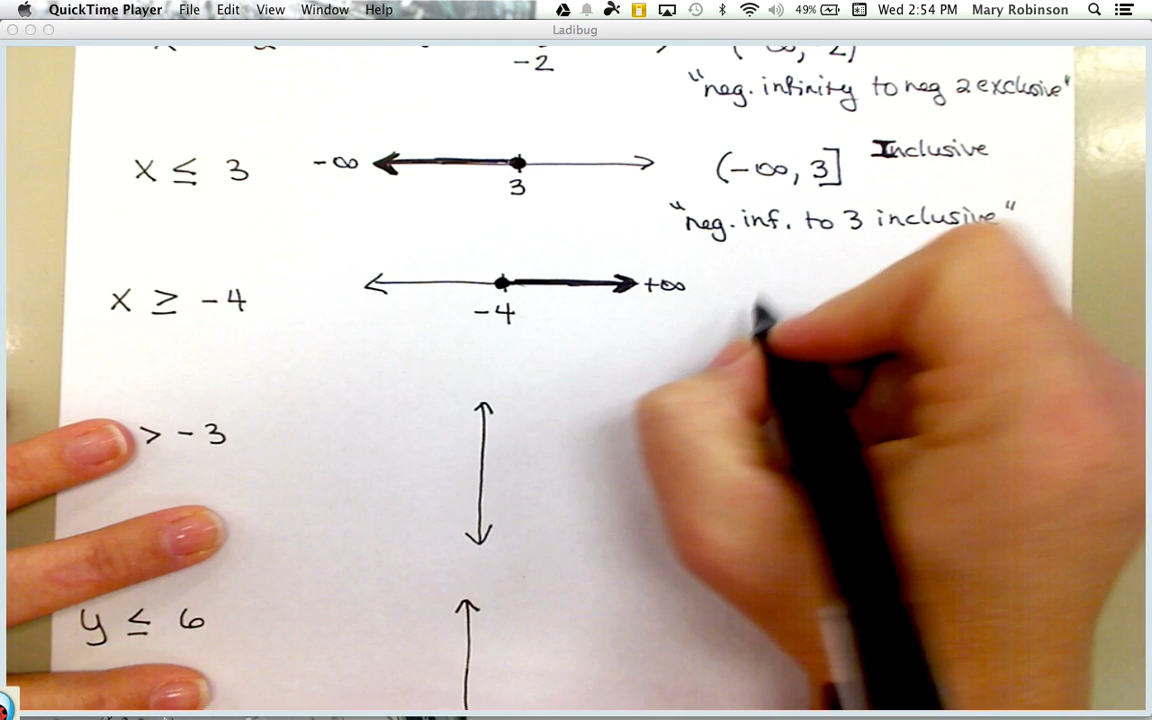 QuickTime Player File Edit View Window Help 49% Wed 2:54 PM Mary Robinson
Ladibug
-2
"neg. infinity to neg 2 exclusive"
x ≤ 3 -∞ 3 (-∞, 3] Inclusive
"neg. inf. to 3 inclusive"
x ≥ -4 -4 +∞
> -3
y ≤ 6